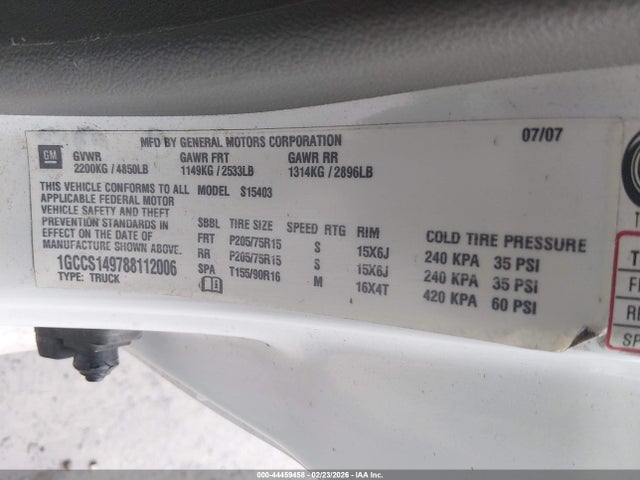 MFD BY GENERAL MOTORS CORPORATION 07/07
GM GVWR GAWR FRT GAWR RR
2200KG / 4850LB 1149KG / 2533LB 1314KG / 2896LB
THIS VEHICLE CONFORMS TO ALL MODEL S15403
APPLICABLE FEDERAL MOTOR
VEHICLE SAFETY AND THEFT
PREVENTION STANDARDS IN
EFFECT ON THE DATE OF
MANUFACTURE SHOWN ABOVE.
1GCCS149788112006
TYPE: TRUCK
SBBL TIRE SIZE SPEED RTG RIM COLD TIRE PRESSURE
FRT P205/75R15 S 15X6J 240 KPA 35 PSI
RR P205/75R15 S 15X6J 240 KPA 35 PSI
SPA T155/90R16 M 16X4T 420 KPA 60 PSI
T
F
RE
SP
000-44459458 - 02/23/2026 - IAAI.COM